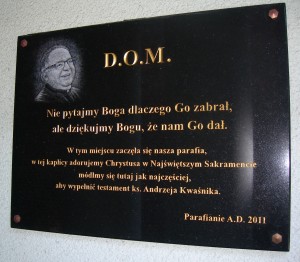 D.O.M.
Nie pytajmy Boga dlaczego Go zabrał,
ale dziękujmy Bogu, że nam Go dał.
W tym miejscu zaczęła się nasza parafia,
w tej kaplicy adorujemy Chrystusa w Najświętszym Sakramencie
módlmy się tutaj jak najczęściej,
aby wypełnić testament ks. Andrzeja Kwaśnika.
Parafianie A.D. 2011